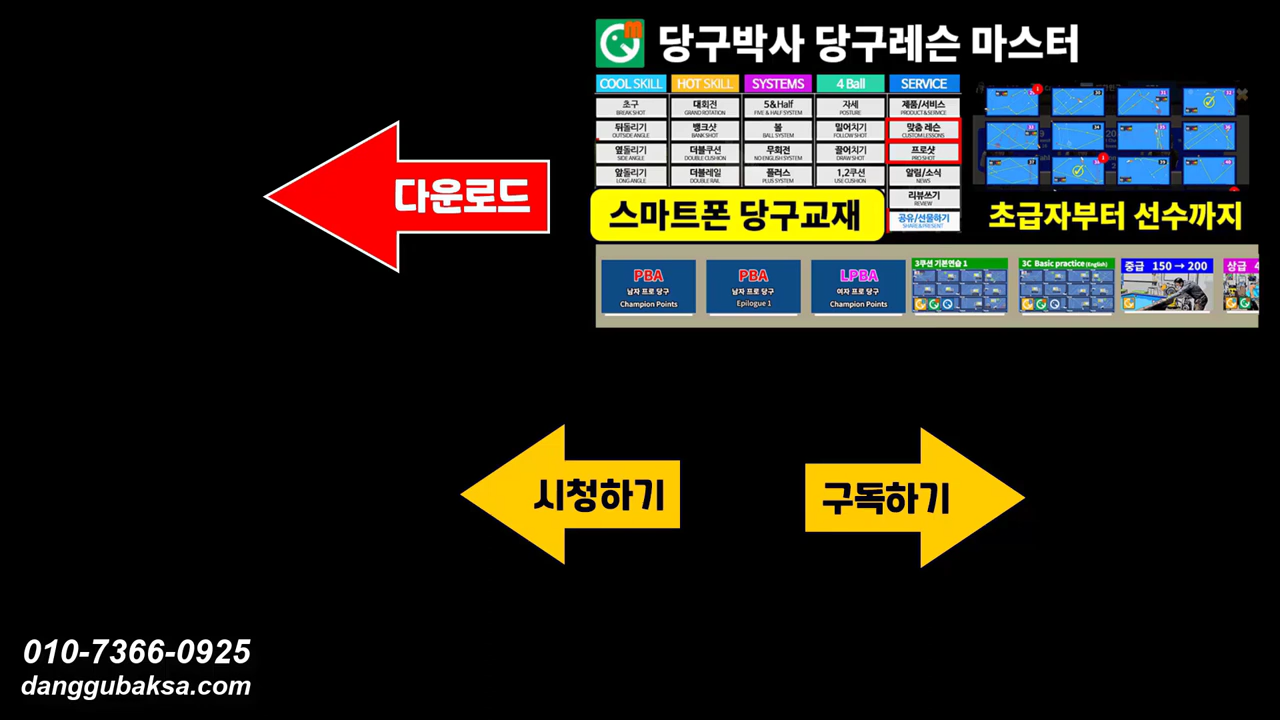 당구박사 당구레슨 마스터
COOL SKILL HOT SKILL SYSTEMS 4 Ball SERVICE
초구 대회전 5&Half 자세 제품/서비스
BREAK SHOT GRAND ROTATION FIVE & HALF SYSTEM POSTURE PRODUCT & SERVICE
뒤돌리기 뱅크샷 볼 밀어치기 맞춤 레슨
OUTSIDE ANGLE BANK SHOT BALL SYSTEM FOLLOW SHOT CUSTOM LESSONS
옆돌리기 더블쿠션 무회전 끌어치기 프로샷
SIDE ANGLE DOUBLE CUSHION NO ENGLISH SYSTEM DRAW SHOT PRO SHOT
앞돌리기 더블레일 플러스 1,2쿠션 알림/소식
LONG ANGLE DOUBLE RAIL PLUS SYSTEM USE CUSHION NEWS
리뷰쓰기
REVIEW
공유/선물하기
SHARE & PRESENT
다운로드
스마트폰 당구교재
초급자부터 선수까지
PBA PBA LPBA 3쿠션 기본연습 1 3C Basic practice (English) 중급 150 → 200 상급 4
남자 프로 당구 남자 프로 당구 여자 프로 당구
Champion Points Epilogue 1 Champion Points
시청하기 구독하기
010-7366-0925
danggubaksa.com